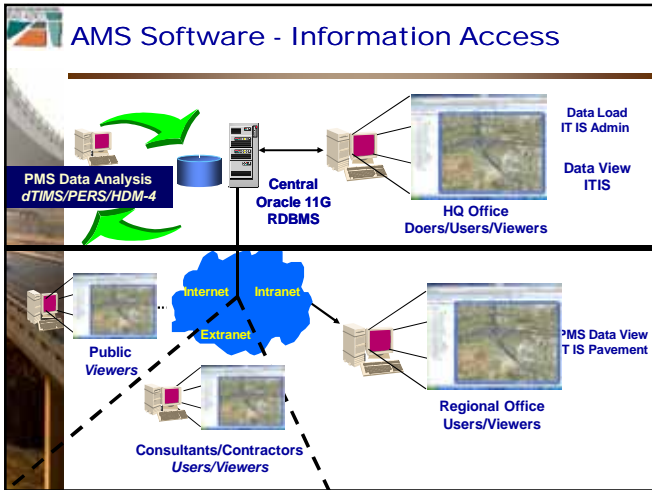 AMS Software - Information Access
Data Load
IT IS Admin
Data View
ITIS
PMS Data Analysis
dTIMS/PERS/HDM-4
Central
Oracle 11G
RDBMS
HQ Office
Doers/Users/Viewers
Internet
Intranet
Extranet
Public
Viewers
PMS Data View
IT IS Pavement
Regional Office
Users/Viewers
Consultants/Contractors
Users/Viewers